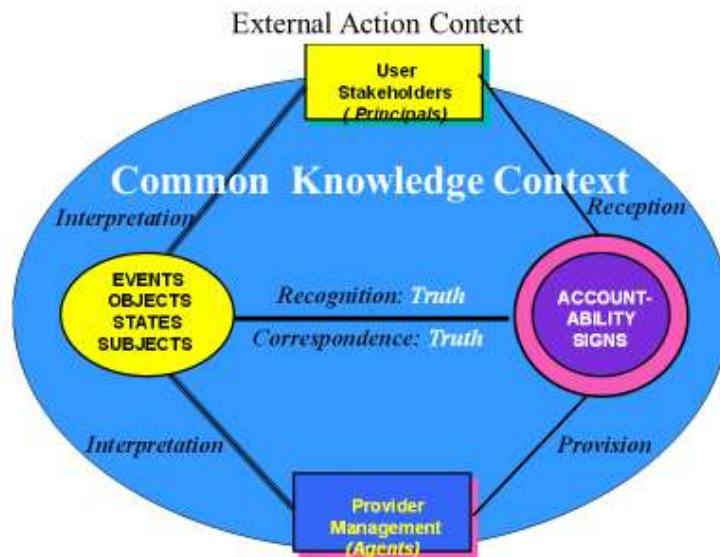 External Action Context
User
Stakeholders
( Principals)
Common Knowledge Context
Interpretation
Reception
EVENTS
OBJECTS
STATES
SUBJECTS
Recognition: Truth
Correspondence: Truth
ACCOUNT-
ABILITY
SIGNS
Interpretation
Provision
Provider
Management
(Agents)